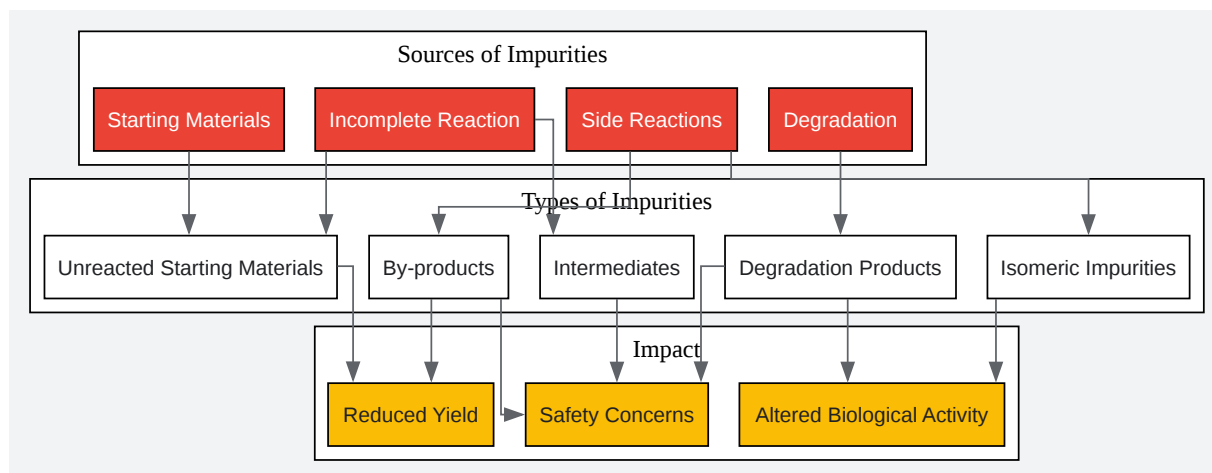 Sources of Impurities
Starting Materials
Incomplete Reaction
Side Reactions
Degradation
Types of Impurities
Unreacted Starting Materials
By-products
Intermediates
Degradation Products
Isomeric Impurities
Impact
Reduced Yield
Safety Concerns
Altered Biological Activity